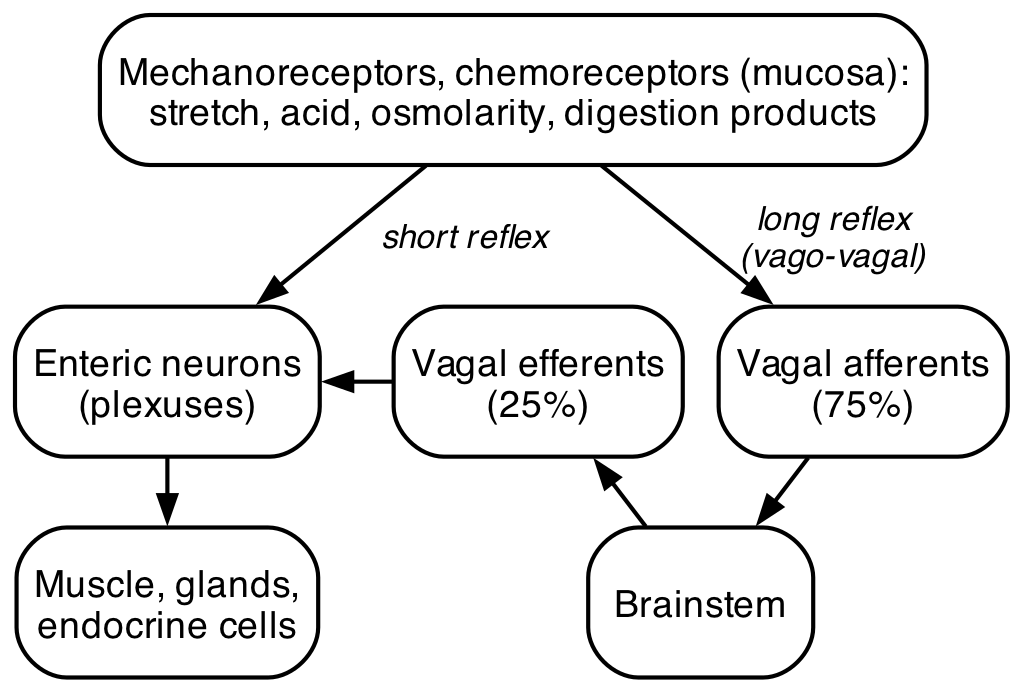 Mechanoreceptors, chemoreceptors (mucosa):
stretch, acid, osmolarity, digestion products
short reflex
long reflex
(vago-vagal)
Enteric neurons
(plexuses)
Vagal efferents
(25%)
Vagal afferents
(75%)
Muscle, glands,
endocrine cells
Brainstem